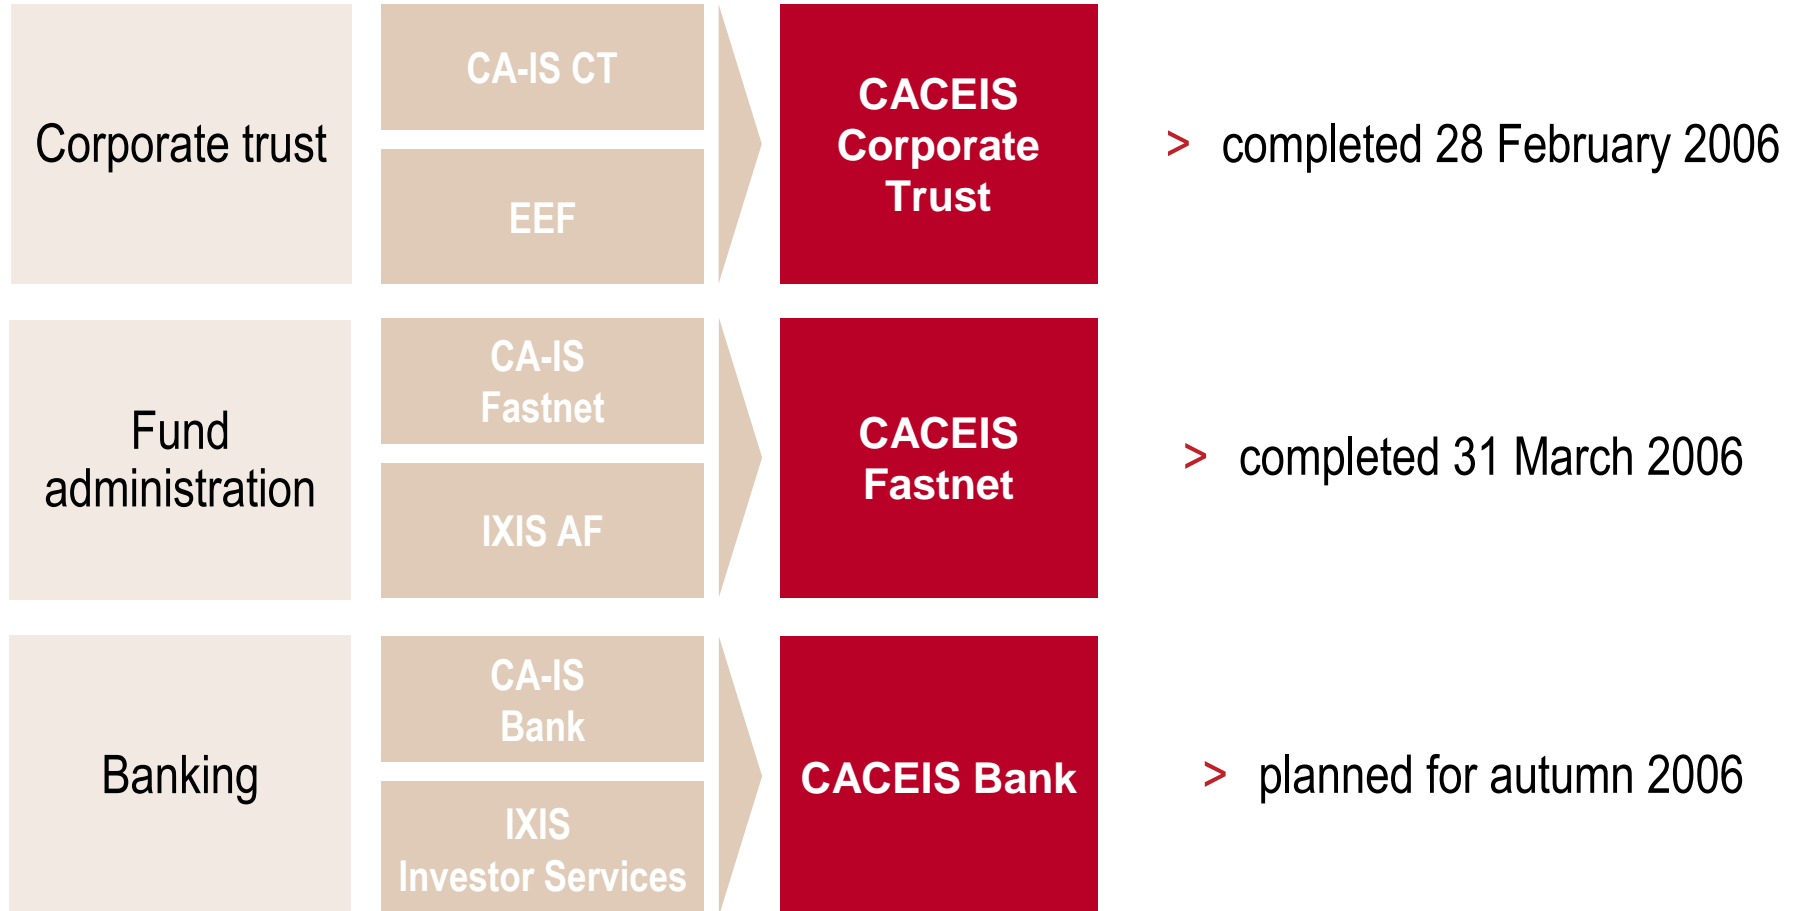 Corporate trust
CA-IS CT
EEF
CACEIS
Corporate
Trust
> completed 28 February 2006
Fund
administration
CA-IS
Fastnet
IXIS AF
CACEIS
Fastnet
> completed 31 March 2006
Banking
CA-IS
Bank
IXIS
Investor Services
CACEIS Bank
> planned for autumn 2006